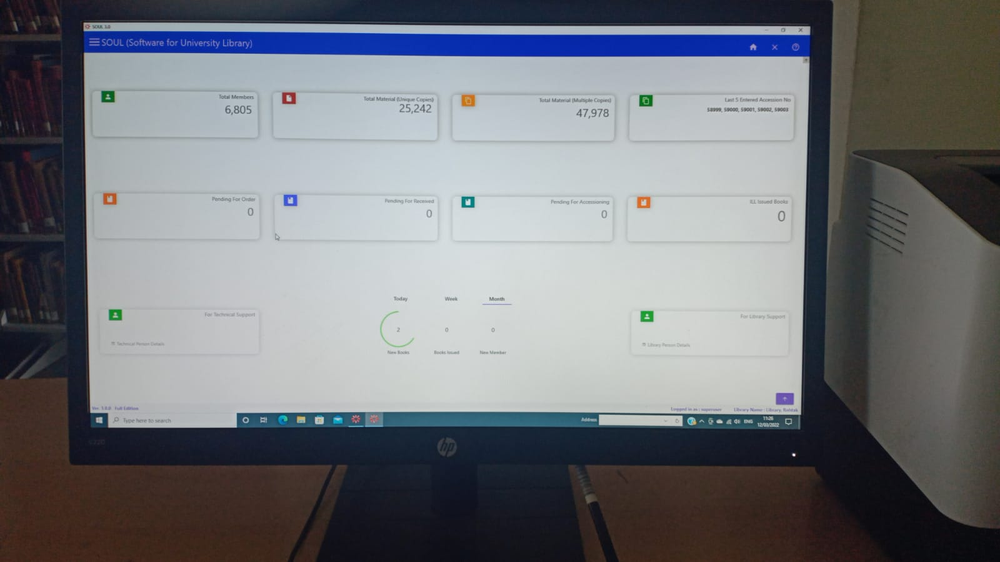 SOUL 3.0
SOUL (Software for University Library)
Total Members
6,805
Total Material (Unique Copies)
25,242
Total Material (Multiple Copies)
47,978
Last 5 Entered Accession No
58999, 59000, 59001, 59002, 59003
Pending For Order
0
Pending For Received
0
Pending For Accessioning
0
ILL Issued Books
0
For Technical Support
Technical Person Details
Today Week Month
2 0 0
New Books Books Issued New Member
For Library Support
Library Person Details
Ver. 3.0.0 Full Edition
Logged in as : superuser Library Name : Library, Rohtak
Type here to search
Address
ENG
11:26
12/03/2022
hp
V220